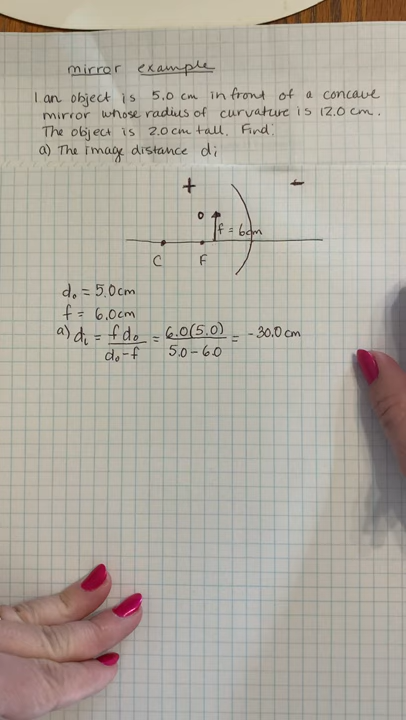 mirror example
1 an object is 5.0 cm in front of a concave
mirror whose radius of curvature is 12.0 cm.
The object is 2.0 cm tall. Find:
a) The image distance di
+ -
o
f = 6cm
C F
do = 5.0cm
f = 6.0cm
a) di = f do / do-f = 6.0(5.0) / 5.0-6.0 = -30.0 cm